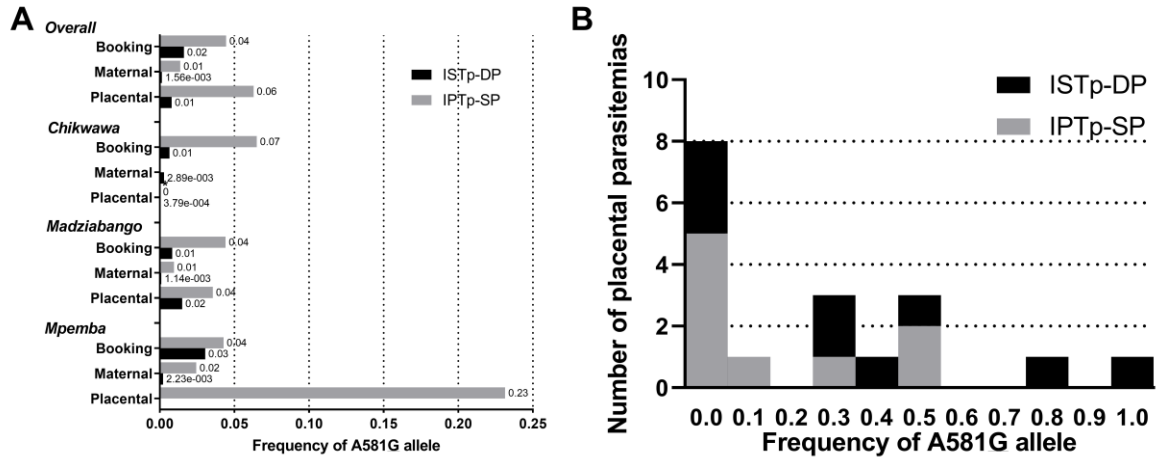 A
Overall
Booking
0.04
0.02
Maternal
0.01
1.56e-003
Placental
0.06
0.01
Chikwawa
Booking
0.07
0.01
Maternal
2.89e-003
*
0
Placental
3.79e-004
Madziabango
Booking
0.04
0.01
Maternal
0.01
1.14e-003
Placental
0.04
0.02
Mpemba
Booking
0.04
0.03
Maternal
0.02
2.23e-003
Placental
0.23
0.00 0.05 0.10 0.15 0.20 0.25
Frequency of A581G allele
ISTp-DP
IPTp-SP
B
Number of placental parasitemias
10
8
6
4
2
0
ISTp-DP
IPTp-SP
0.0 0.1 0.2 0.3 0.4 0.5 0.6 0.7 0.8 0.9 1.0
Frequency of A581G allele